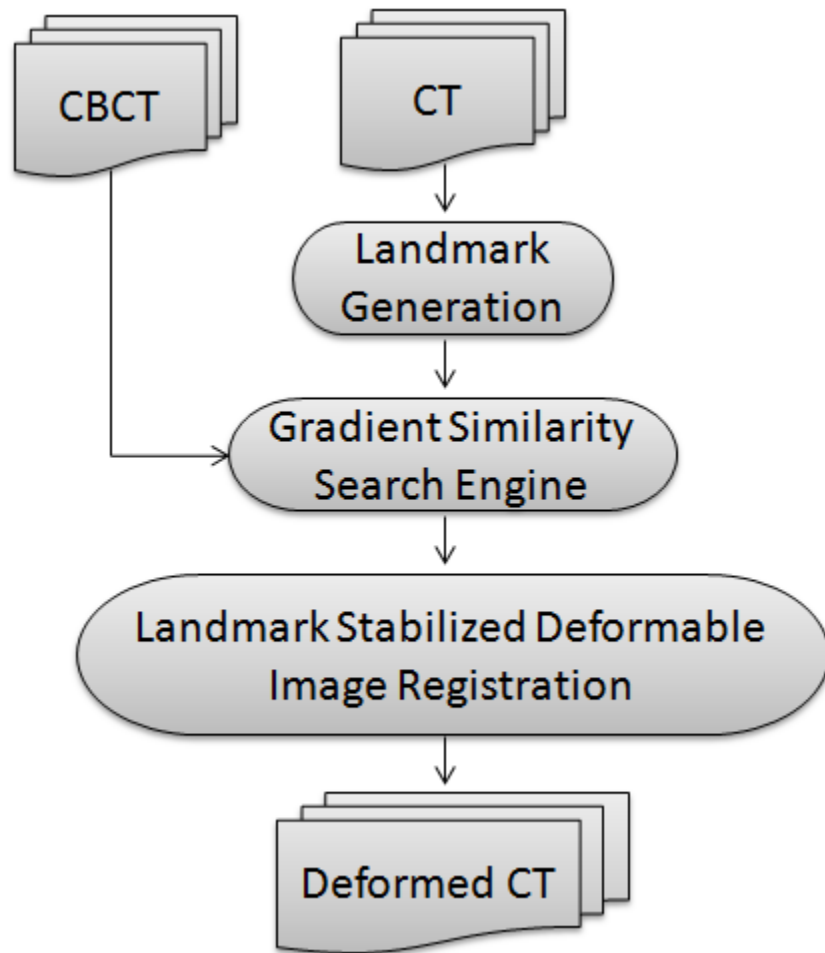 CBCT
CT
Landmark
Generation
Gradient Similarity
Search Engine
Landmark Stabilized Deformable
Image Registration
Deformed CT